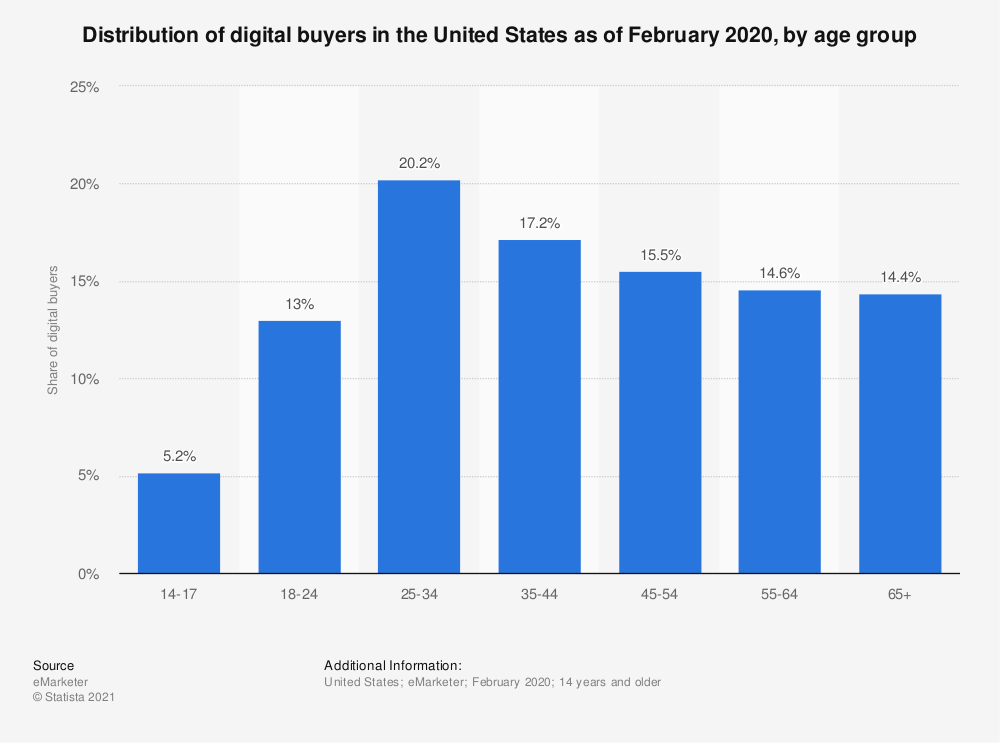 Distribution of digital buyers in the United States as of February 2020, by age group
25%
20%
15%
10%
5%
0%
Share of digital buyers
5.2%
13%
20.2%
17.2%
15.5%
14.6%
14.4%
14-17
18-24
25-34
35-44
45-54
55-64
65+
Source
eMarketer
© Statista 2021
Additional Information:
United States; eMarketer; February 2020; 14 years and older